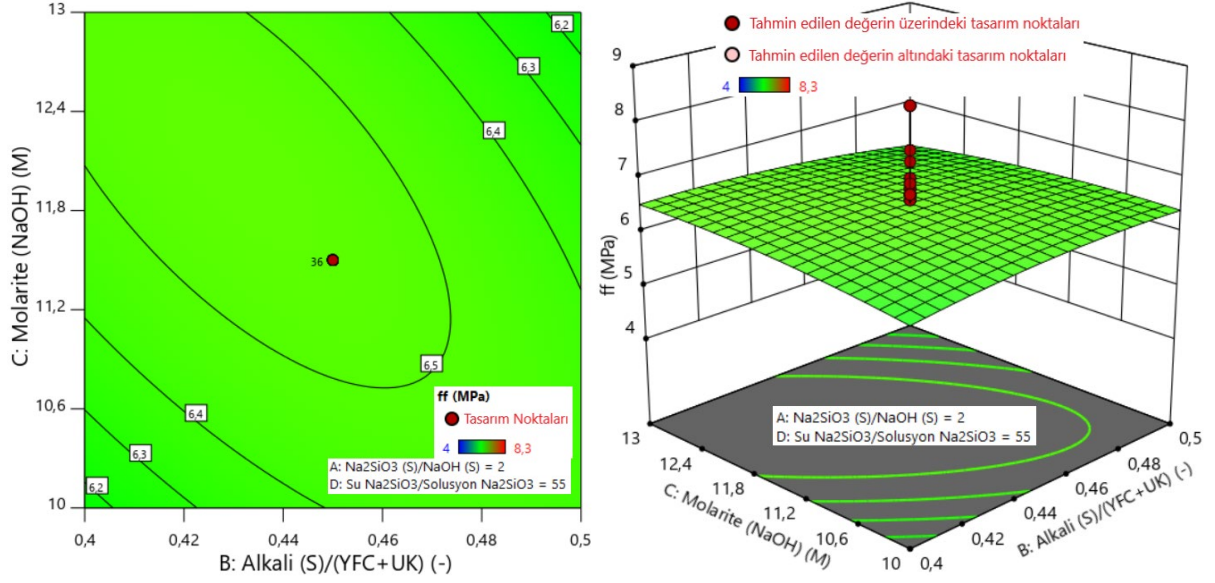 13
12,4
11,8
11,2
10,6
10
C: Molarite (NaOH) (M)
6,2
6,3
6,4
36
6,5
6,4
6,3
6,2
ff (MPa)
Tasarım Noktaları
4 8,3
A: Na2SiO3 (S)/NaOH (S) = 2
D: Su Na2SiO3/Solusyon Na2SiO3 = 55
0,4 0,42 0,44 0,46 0,48 0,5
B: Alkali (S)/(YFC+UK) (-)
Tahmin edilen değerin üzerindeki tasarım noktaları
Tahmin edilen değerin altındaki tasarım noktaları
4 8,3
9
8
7
6
5
4
ff (MPa)
A: Na2SiO3 (S)/NaOH (S) = 2
D: Su Na2SiO3/Solusyon Na2SiO3 = 55
13
12,4
11,8
11,2
10,6
10
C: Molarite (NaOH) (M)
0,4
0,42
0,44
0,46
0,48
0,5
B: Alkali (S)/(YFC+UK) (-)